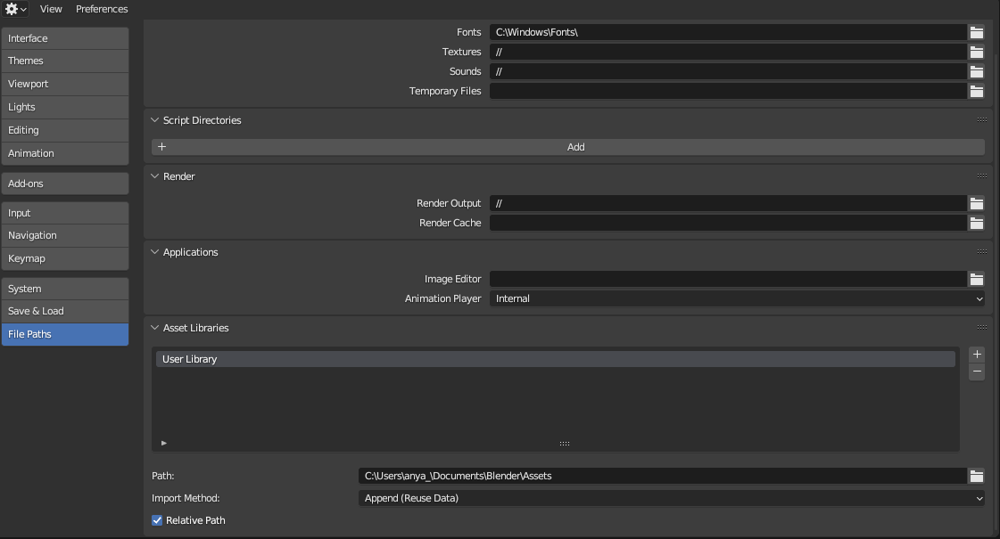 View Preferences
Interface
Themes
Viewport
Lights
Editing
Animation
Add-ons
Input
Navigation
Keymap
System
Save & Load
File Paths
Fonts C:\Windows\Fonts\
Textures //
Sounds //
Temporary Files
Script Directories
+ Add
Render
Render Output //
Render Cache
Applications
Image Editor
Animation Player Internal
Asset Libraries
User Library
Path: C:\Users\anya_\Documents\Blender\Assets
Import Method: Append (Reuse Data)
Relative Path